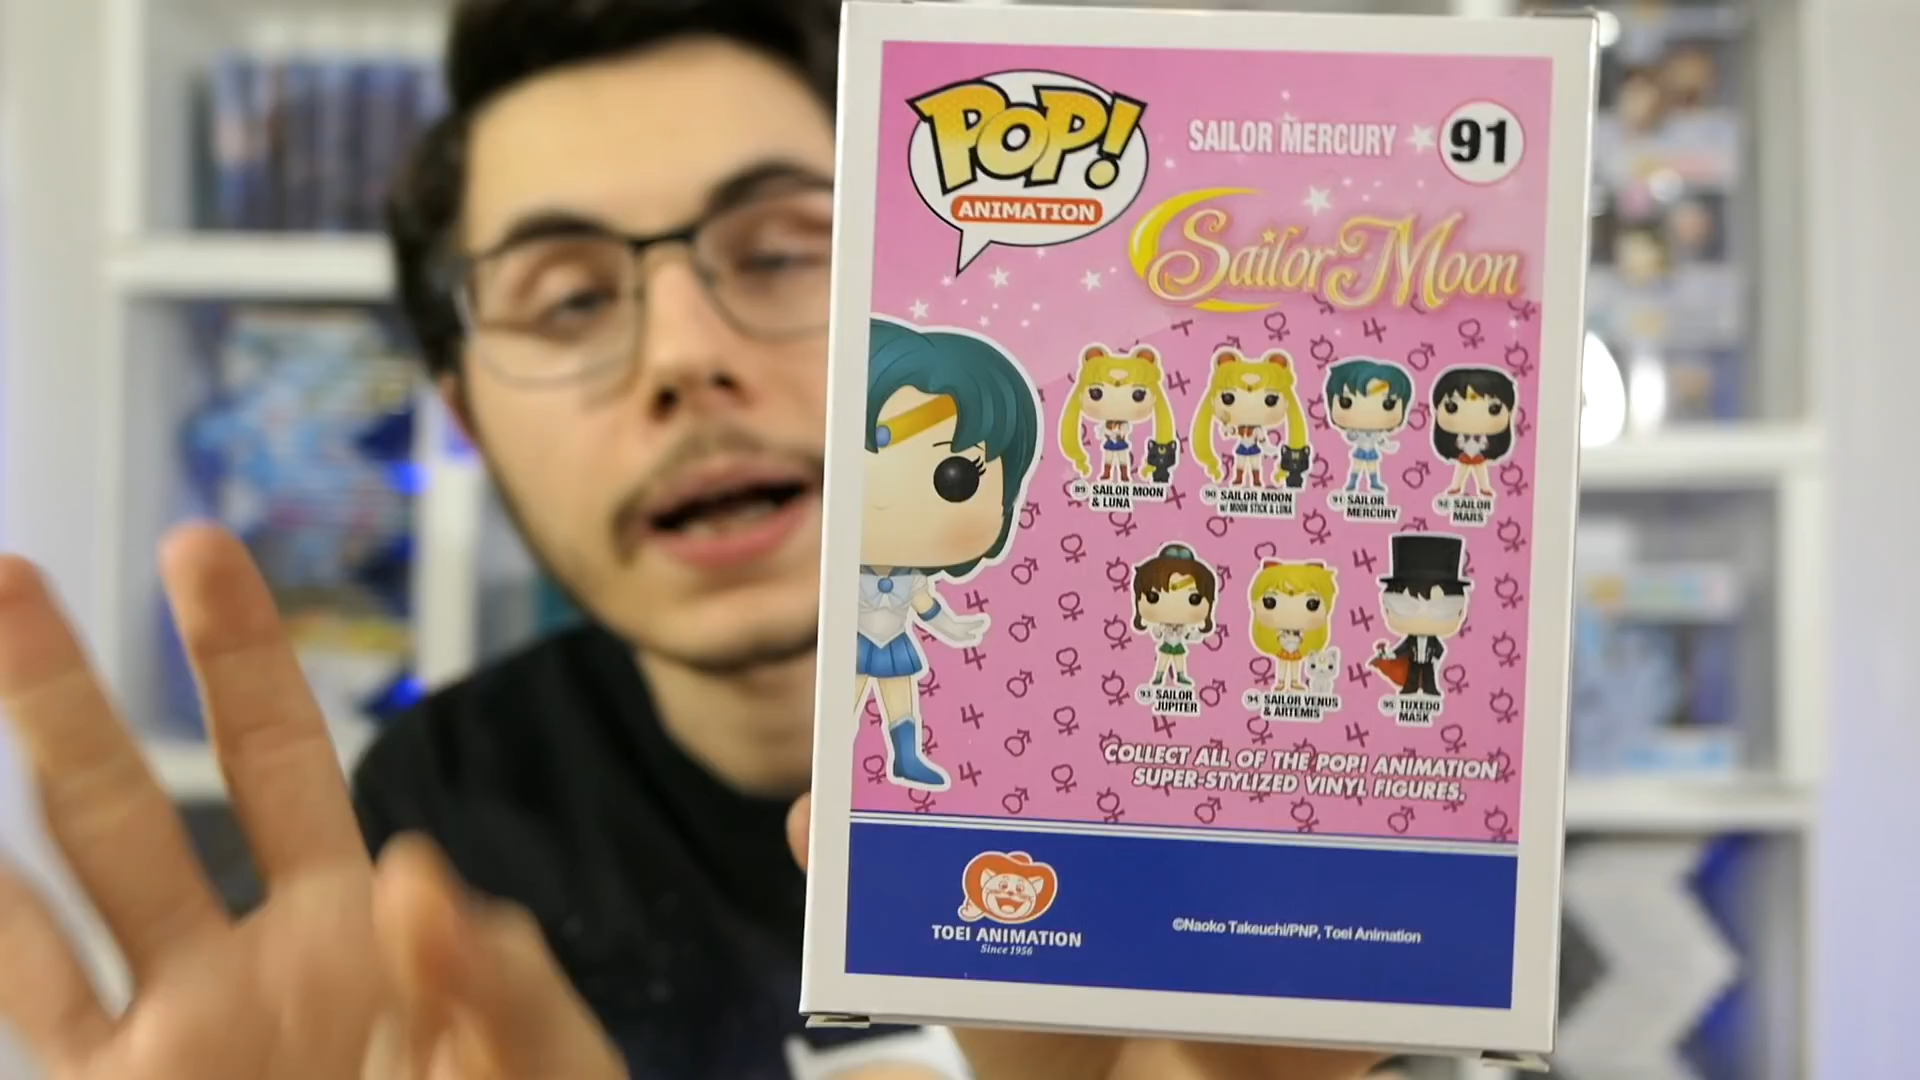 POP!
ANIMATION
SAILOR MERCURY
91
Sailor Moon
89 SAILOR MOON
& LUNA
90 SAILOR MOON
w/ MOON STICK & LUNA
91 SAILOR
MERCURY
92 SAILOR
MARS
93 SAILOR
JUPITER
94 SAILOR VENUS
& ARTEMIS
95 TUXEDO
MASK
COLLECT ALL OF THE POP! ANIMATION
SUPER-STYLIZED VINYL FIGURES.
TOEI ANIMATION
Since 1956
©Naoko Takeuchi/PNP, Toei Animation